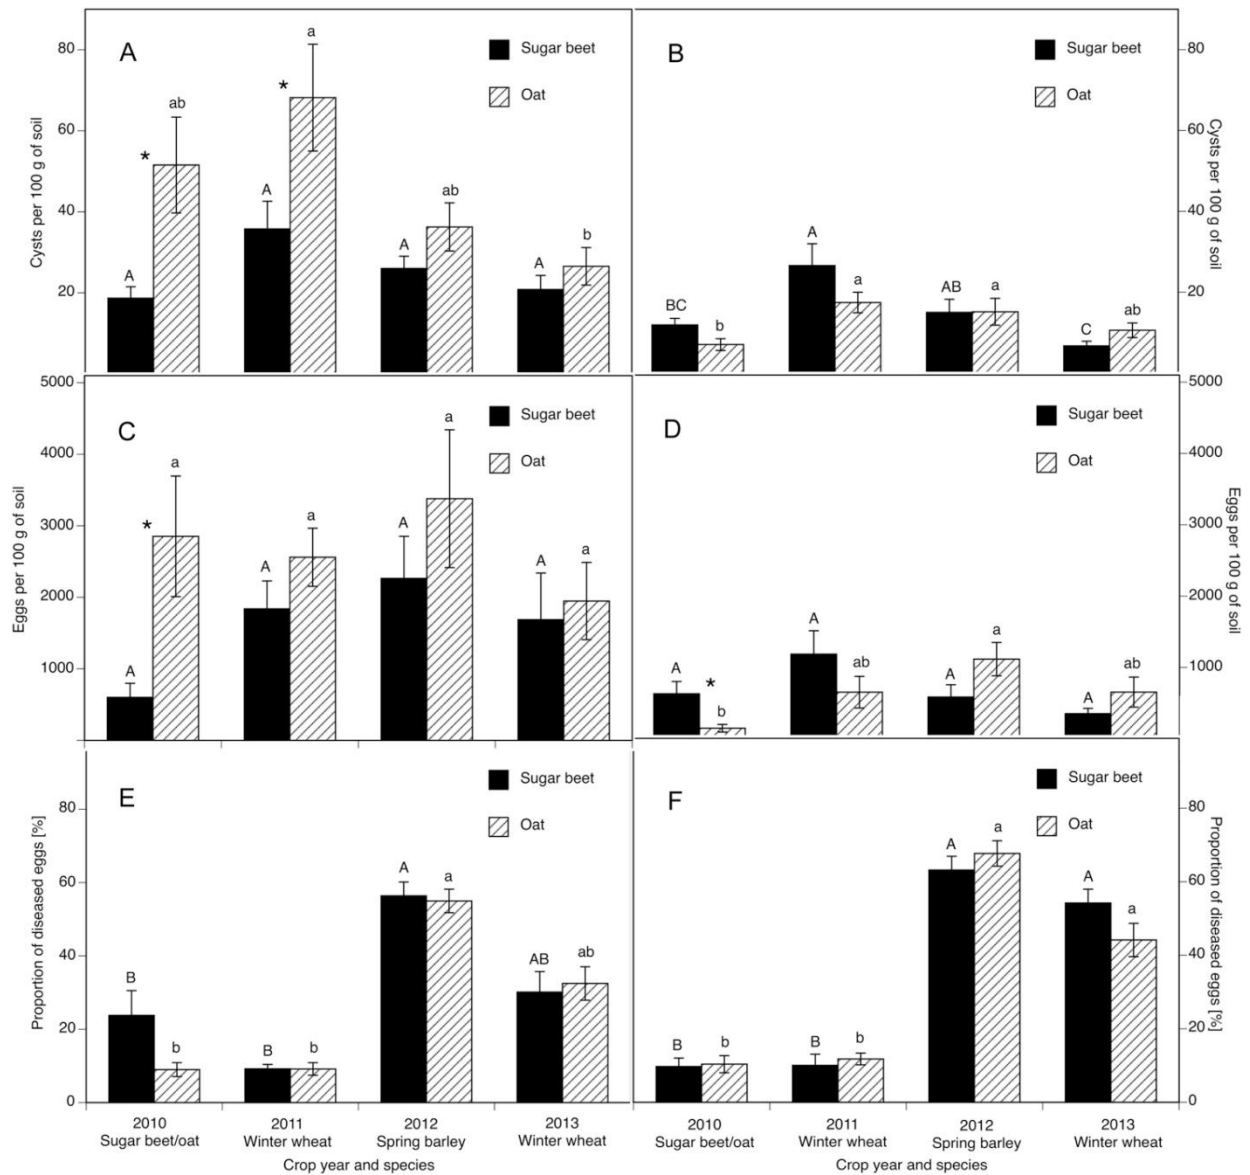 A
Sugar beet
Oat
80
60
40
20
Cysts per 100 g of soil
A
ab
*
A
a
*
A
ab
A
b
B
Sugar beet
Oat
80
60
40
20
Cysts per 100 g of soil
BC
b
A
a
AB
a
C
ab
C
Sugar beet
Oat
5000
4000
3000
2000
1000
Eggs per 100 g of soil
A
a
*
A
a
A
a
A
a
D
Sugar beet
Oat
5000
4000
3000
2000
1000
Eggs per 100 g of soil
A
b
*
A
ab
A
a
A
ab
E
Sugar beet
Oat
80
60
40
20
0
Proportion of diseased eggs [%]
B
b
B
b
A
a
AB
ab
2010 2011 2012 2013
Sugar beet/oat Winter wheat Spring barley Winter wheat
Crop year and species
F
Sugar beet
Oat
80
60
40
20
0
Proportion of diseased eggs [%]
B
b
B
b
A
a
A
a
2010 2011 2012 2013
Sugar beet/oat Winter wheat Spring barley Winter wheat
Crop year and species